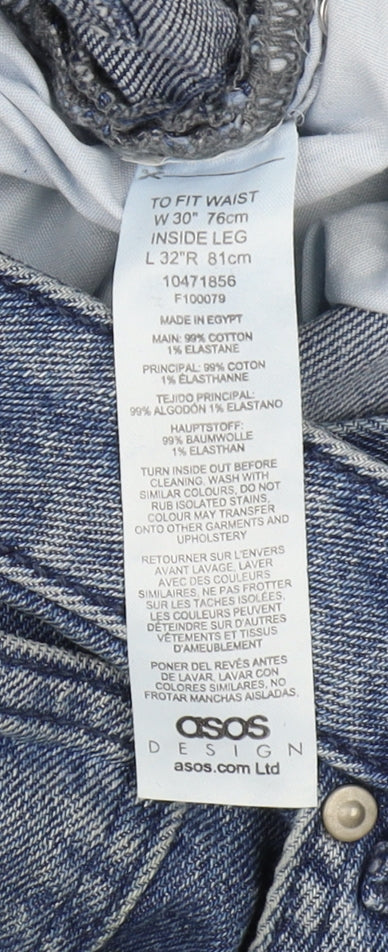 TO FIT WAIST
W 30" 76cm
INSIDE LEG
L 32"R 81cm
10471856
F100079
MADE IN EGYPT
MAIN: 99% COTTON
1% ELASTANE
PRINCIPAL: 99% COTON
1% ÉLASTHANNE
TEJIDO PRINCIPAL:
99% ALGODÓN 1% ELASTANO
HAUPTSTOFF:
99% BAUMWOLLE
1% ELASTHAN
TURN INSIDE OUT BEFORE
CLEANING, WASH WITH
SIMILAR COLOURS, DO NOT
RUB ISOLATED STAINS,
COLOUR MAY TRANSFER
ONTO OTHER GARMENTS AND
UPHOLSTERY
RETOURNER SUR L'ENVERS
AVANT LAVAGE, LAVER
AVEC DES COULEURS
SIMILAIRES, NE PAS FROTTER
SUR LES TACHES ISOLÉES,
LES COULEURS PEUVENT
DÉTEINDRE SUR D'AUTRES
VÊTEMENTS ET TISSUS
D'AMEUBLEMENT
PONER DEL REVÉS ANTES
DE LAVAR, LAVAR CON
COLORES SIMILARES, NO
FROTAR MANCHAS AISLADAS,
asos
DESIGN
asos.com Ltd